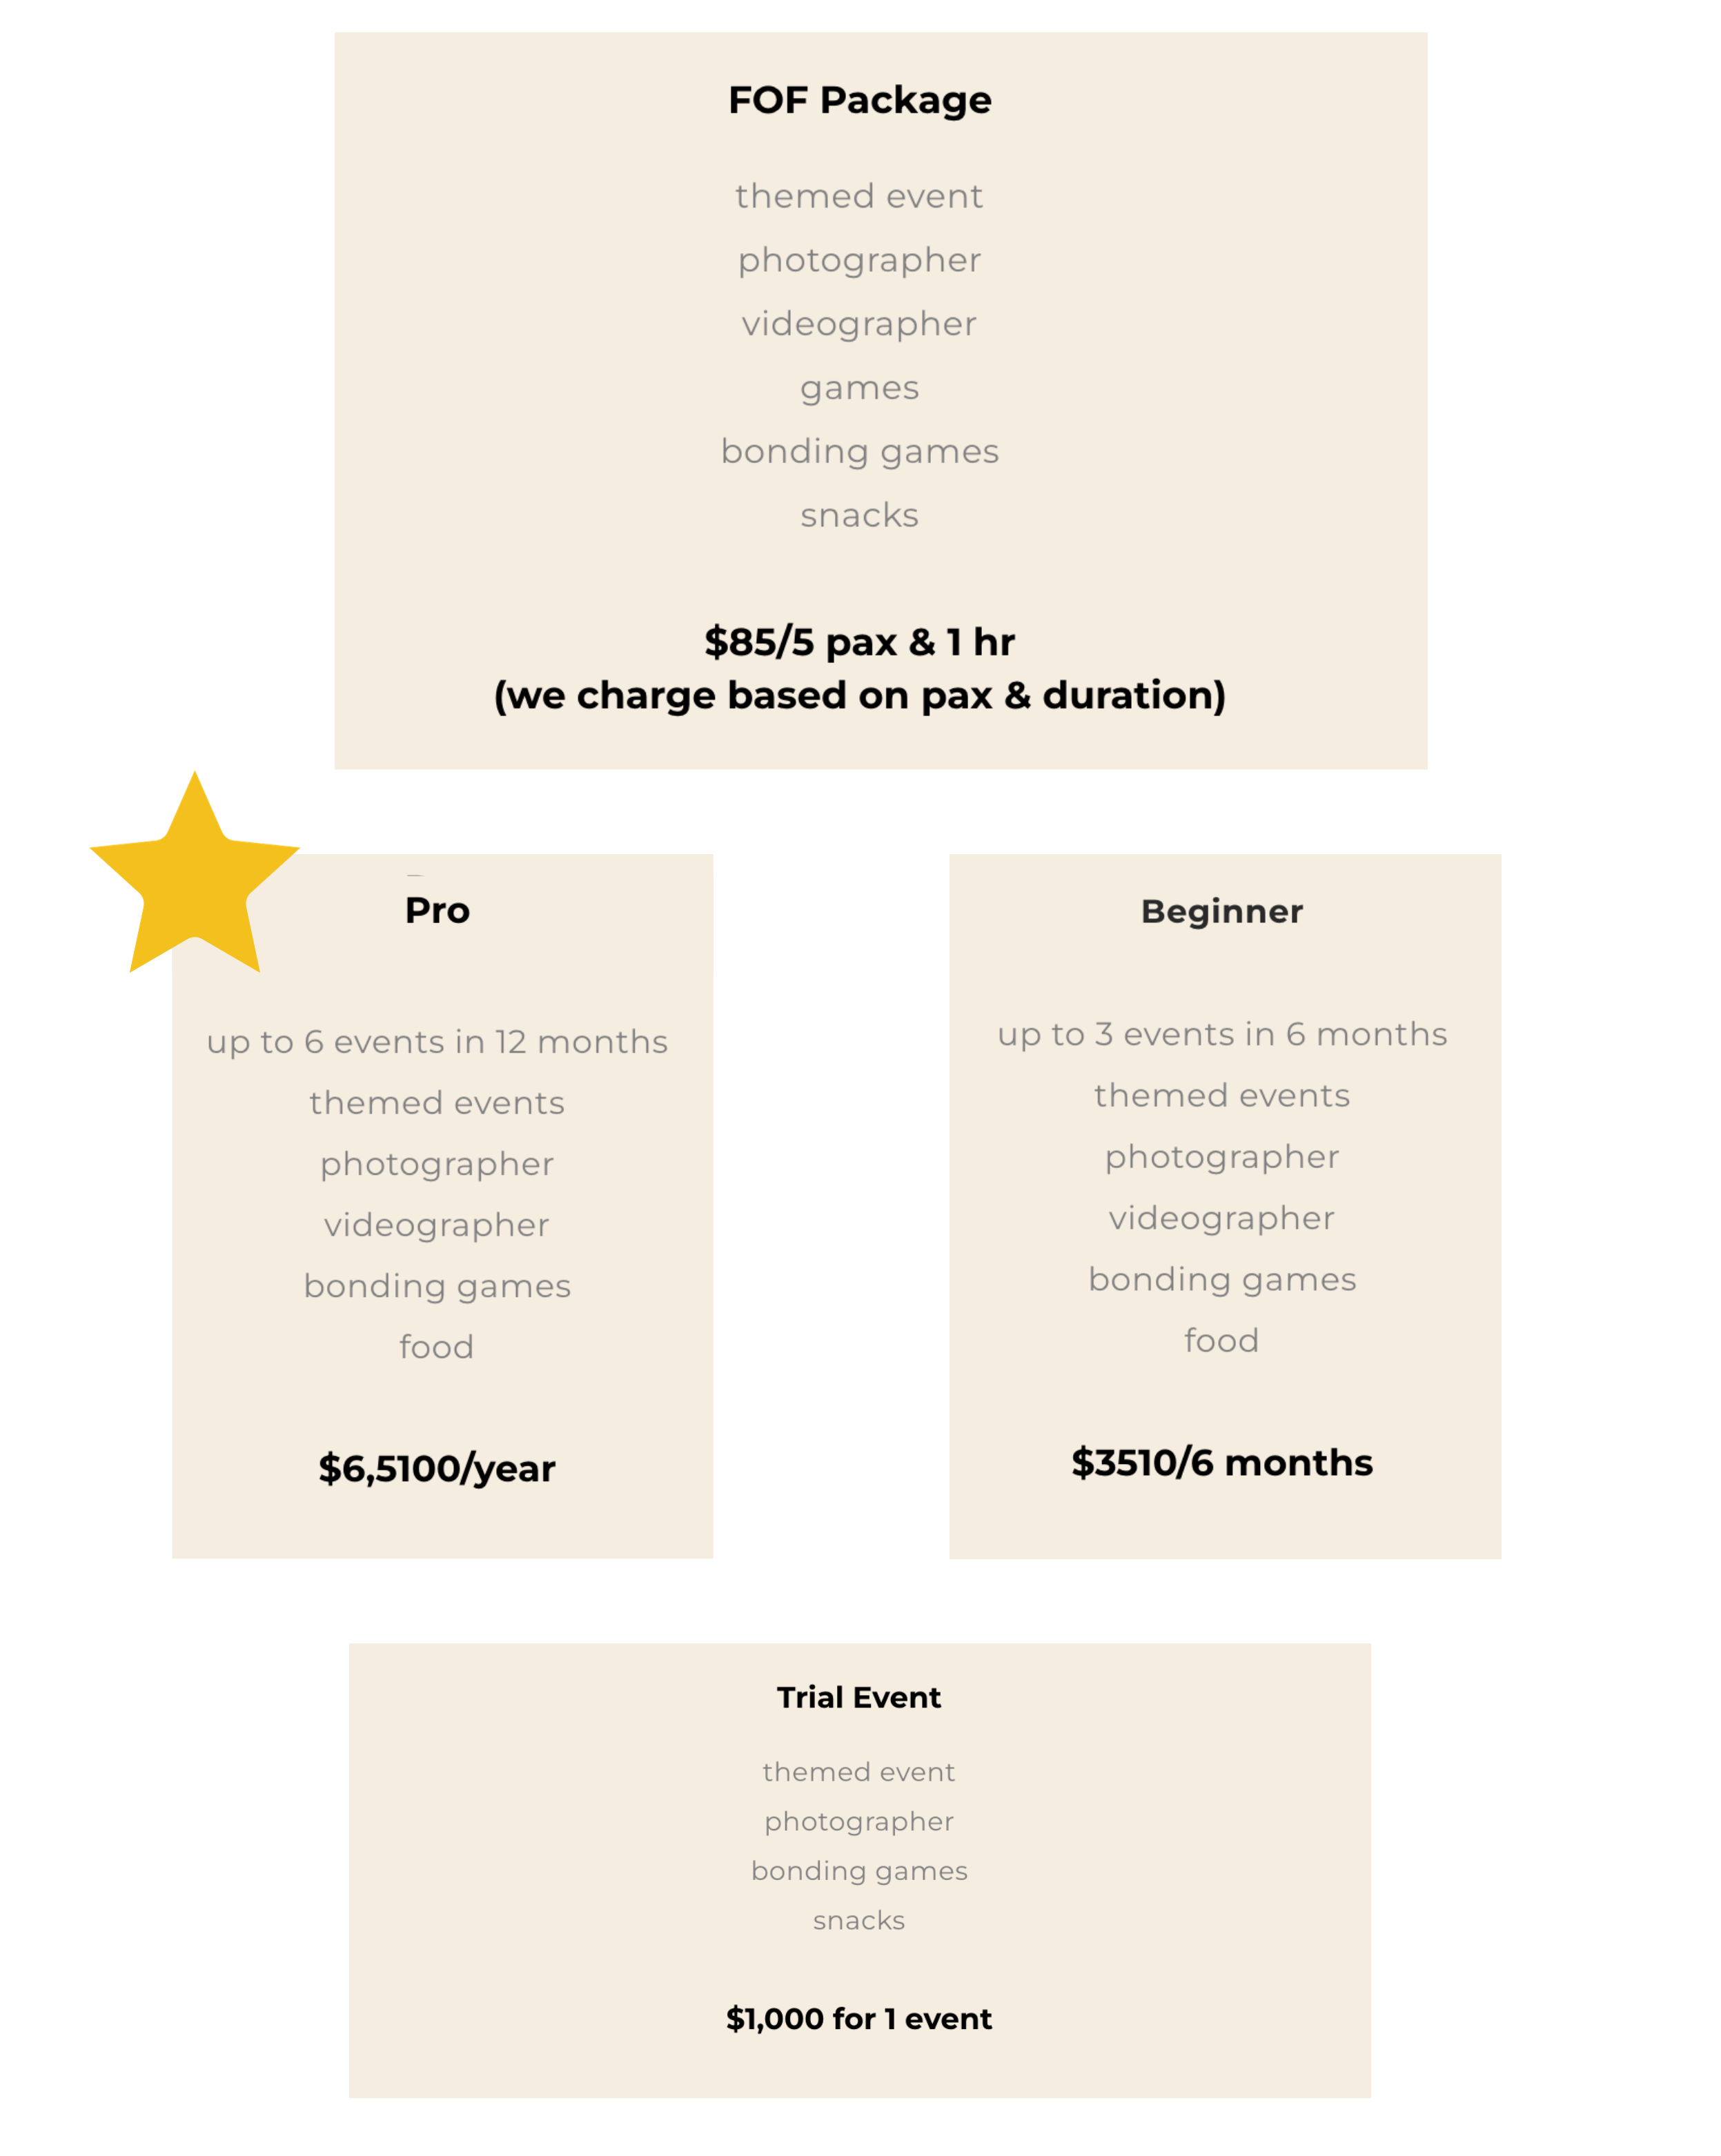 FOF Package
themed event
photographer
videographer
games
bonding games
snacks
$85/5 pax & 1 hr
(we charge based on pax & duration)
Pro
up to 6 events in 12 months
themed events
photographer
videographer
bonding games
food
$6,5100/year
Beginner
up to 3 events in 6 months
themed events
photographer
videographer
bonding games
food
$3510/6 months
Trial Event
themed event
photographer
bonding games
snacks
$1,000 for 1 event